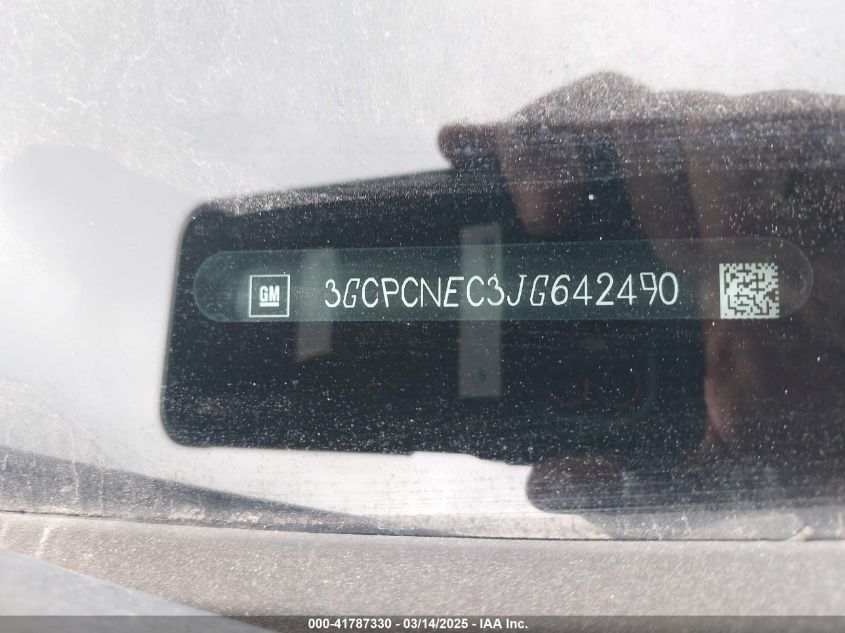 GM 3GCPCNEC3JG642490
000-41787330 - 03/14/2025 - IAA Inc.